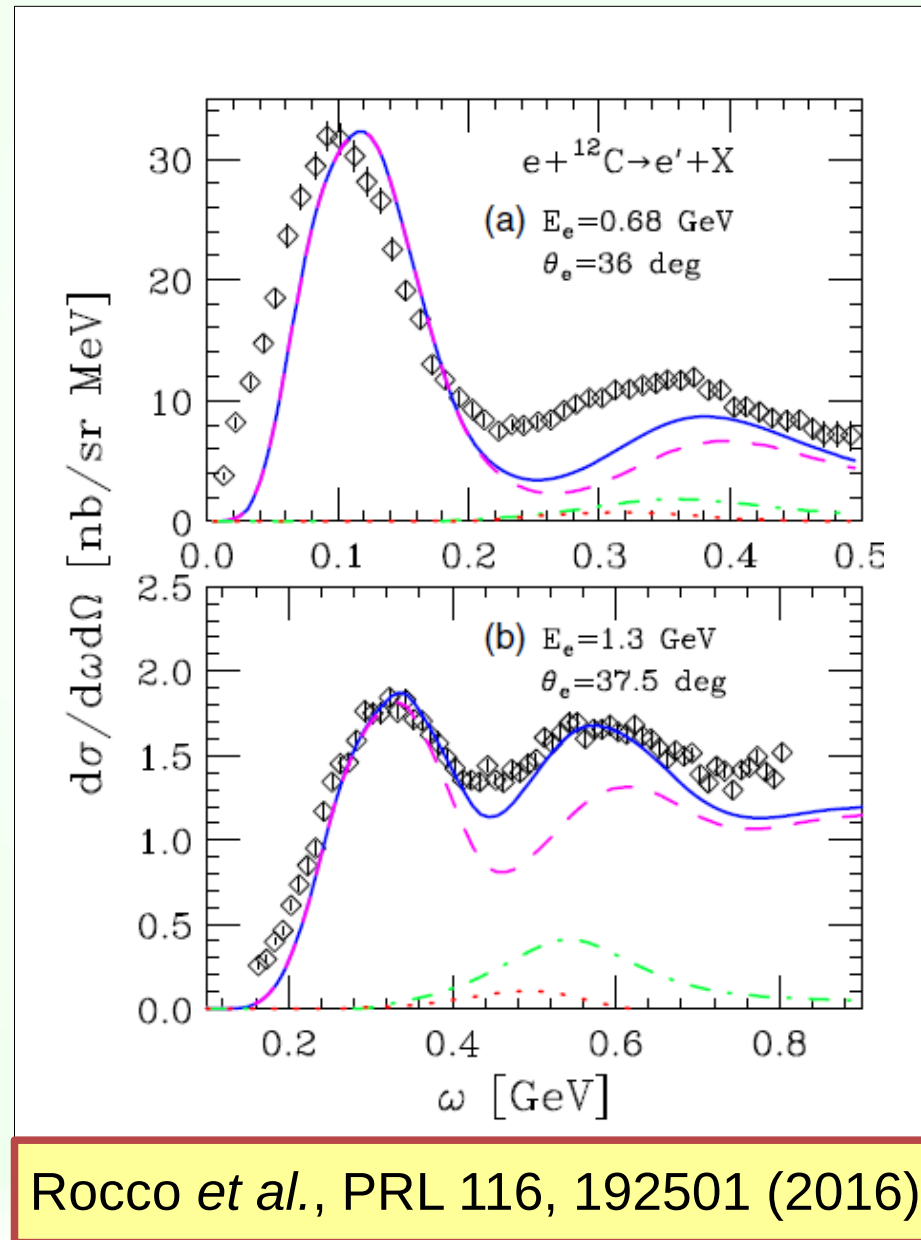 dσ/dωdΩ [nb/sr MeV]
30
20
10
0
e+¹²C→e′+X
(a) Eₑ=0.68 GeV
θₑ=36 deg
0.0 0.1 0.2 0.3 0.4 0.5
2.5
2.0
1.5
1.0
0.5
0.0
(b) Eₑ=1.3 GeV
θₑ=37.5 deg
0.2 0.4 0.6 0.8
ω [GeV]
Rocco et al., PRL 116, 192501 (2016)